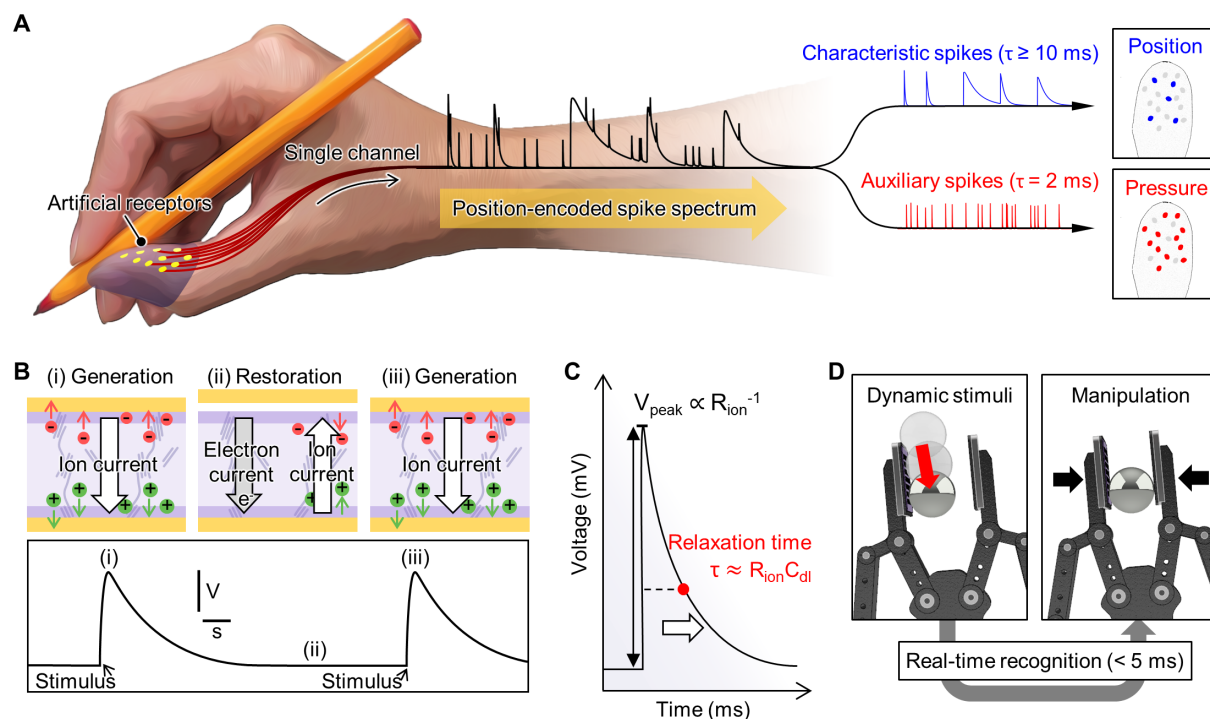 A
Artificial receptors
Single channel
Position-encoded spike spectrum
Characteristic spikes (τ ≥ 10 ms)
Auxiliary spikes (τ = 2 ms)
Position
Pressure
B
(i) Generation
(ii) Restoration
(iii) Generation
+
-
Ion current
Electron
current
e-
Ion
current
Ion current
(i)
V
s
(ii)
(iii)
Stimulus
Stimulus
C
Vpeak ∝ Rion-1
Voltage (mV)
Relaxation time
τ ≈ RionCdl
Time (ms)
D
Dynamic stimuli
Manipulation
Real-time recognition (< 5 ms)